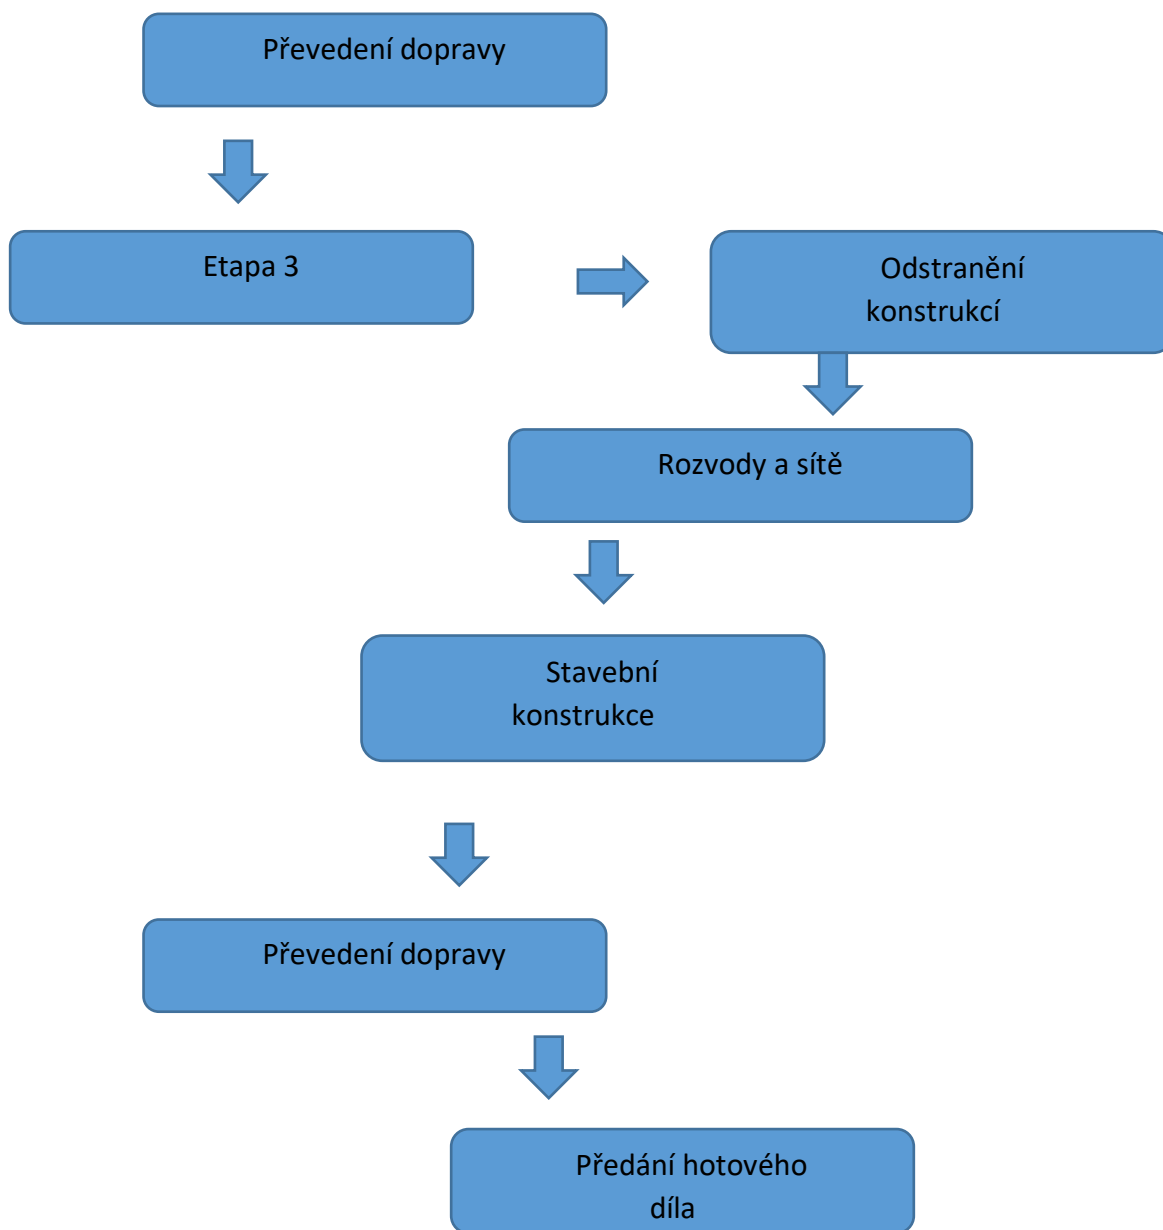 Převedení dopravy
Etapa 3
Odstranění
konstrukcí
Rozvody a sítě
Stavební
konstrukce
Převedení dopravy
Předání hotového
díla